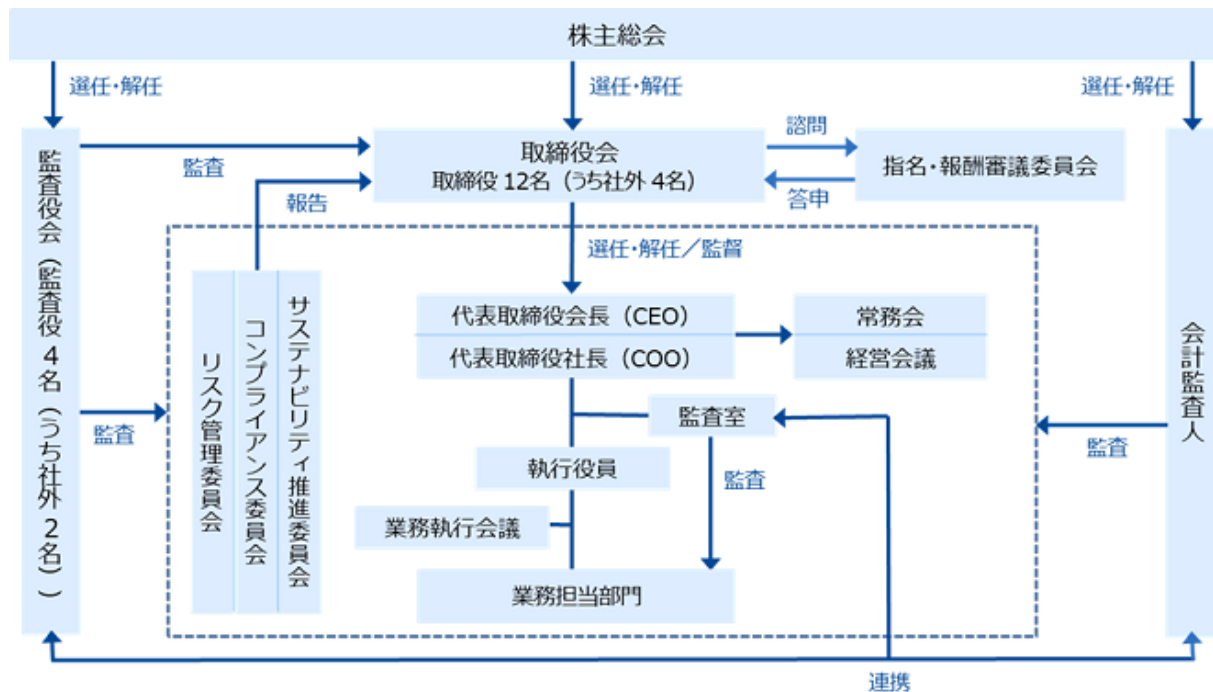 株主総会
選任・解任
選任・解任
選任・解任
監査役会（監査役4名（うち社外2名））
監査
取締役会
取締役12名（うち社外4名）
諮問
答申
指名・報酬審議委員会
会計監査人
報告
選任・解任／監督
リスク管理委員会
コンプライアンス委員会
サステナビリティ推進委員会
代表取締役会長（CEO）
代表取締役社長（COO）
常務会
経営会議
監査
監査室
監査
監査
執行役員
業務執行会議
業務担当部門
連携